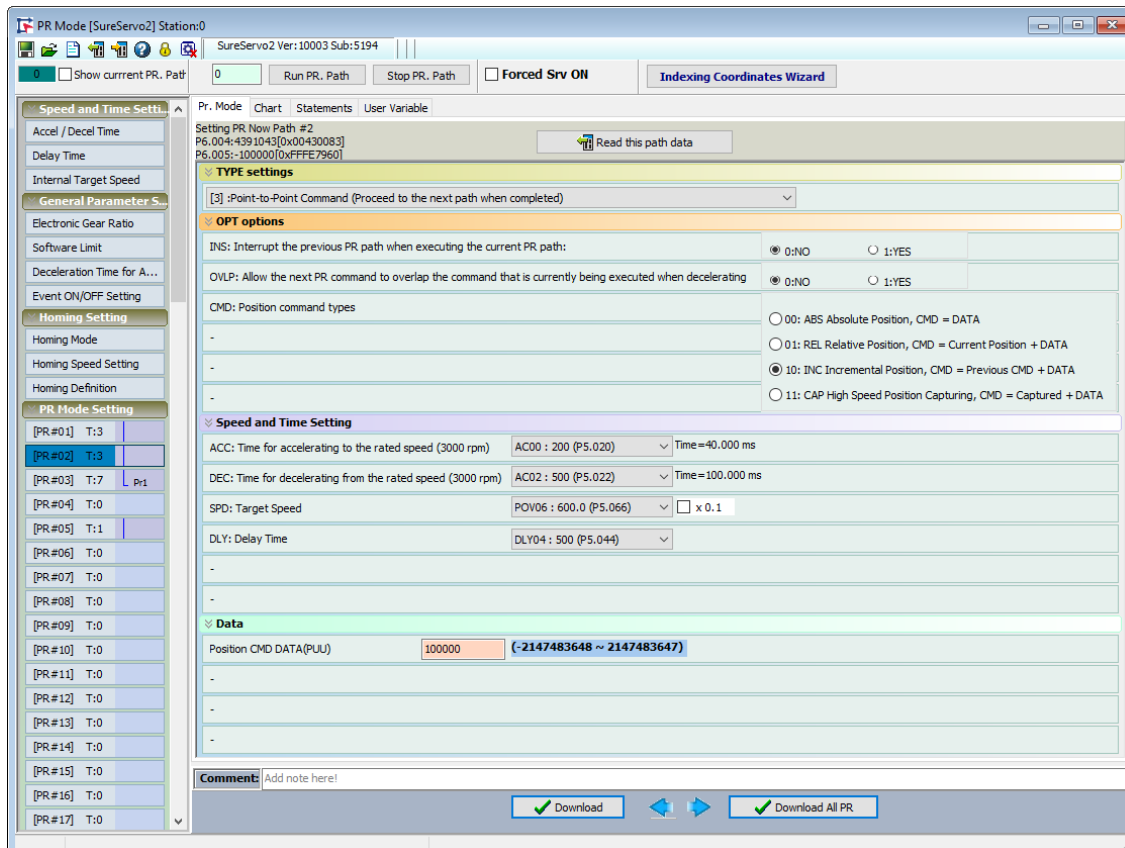 PR Mode [SureServo2] Station:0
SureServo2 Ver:10003 Sub:5194
0 Show currrent PR. Path 0 Run PR. Path Stop PR. Path Forced Srv ON Indexing Coordinates Wizard
Speed and Time Setti...
Accel / Decel Time
Delay Time
Internal Target Speed
General Parameter S...
Electronic Gear Ratio
Software Limit
Deceleration Time for A...
Event ON/OFF Setting
Homing Setting
Homing Mode
Homing Speed Setting
Homing Definition
PR Mode Setting
[PR#01] T:3
[PR#02] T:3
[PR#03] T:7 Pr1
[PR#04] T:0
[PR#05] T:1
[PR#06] T:0
[PR#07] T:0
[PR#08] T:0
[PR#09] T:0
[PR#10] T:0
[PR#11] T:0
[PR#12] T:0
[PR#13] T:0
[PR#14] T:0
[PR#15] T:0
[PR#16] T:0
[PR#17] T:0
Pr. Mode Chart Statements User Variable
Setting PR Now Path #2
P6.004:4391043[0x00430083]
P6.005:-100000[0xFFFE7960]
Read this path data
TYPE settings
[3] :Point-to-Point Command (Proceed to the next path when completed)
OPT options
INS: Interrupt the previous PR path when executing the current PR path: 0:NO 1:YES
OVLP: Allow the next PR command to overlap the command that is currently being executed when decelerating 0:NO 1:YES
CMD: Position command types
00: ABS Absolute Position, CMD = DATA
-
01: REL Relative Position, CMD = Current Position + DATA
-
10: INC Incremental Position, CMD = Previous CMD + DATA
-
11: CAP High Speed Position Capturing, CMD = Captured + DATA
Speed and Time Setting
ACC: Time for accelerating to the rated speed (3000 rpm) AC00 : 200 (P5.020) Time=40.000 ms
DEC: Time for decelerating from the rated speed (3000 rpm) AC02 : 500 (P5.022) Time=100.000 ms
SPD: Target Speed POV06 : 600.0 (P5.066) x 0.1
DLY: Delay Time DLY04 : 500 (P5.044)
-
-
Data
Position CMD DATA(PUU) 100000 (-2147483648 ~ 2147483647)
-
-
-
Comment: Add note here!
Download Download All PR